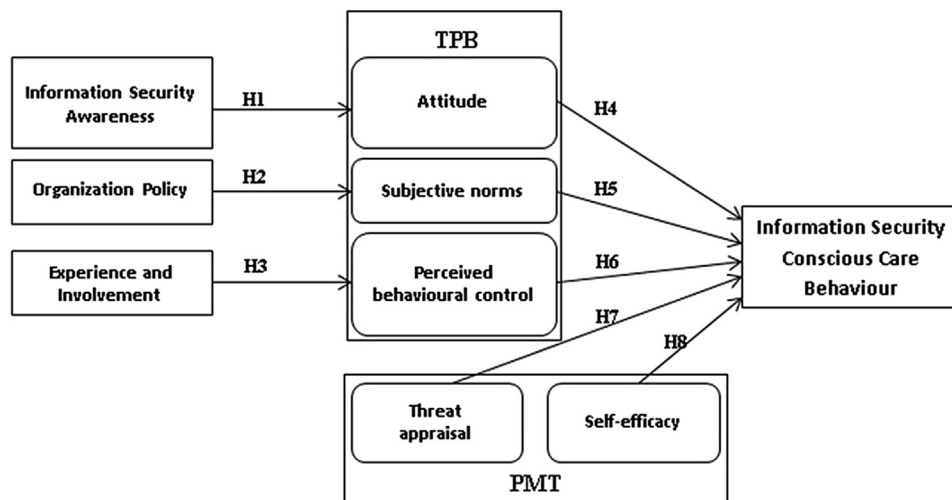 TPB
Information Security
Awareness
H1
Attitude
H4
Organization Policy
H2
Subjective norms
H5
Information Security
Conscious Care
Behaviour
Experience and
Involvement
H3
Perceived
behavioural control
H6
H7
H8
Threat
appraisal
Self-efficacy
PMT